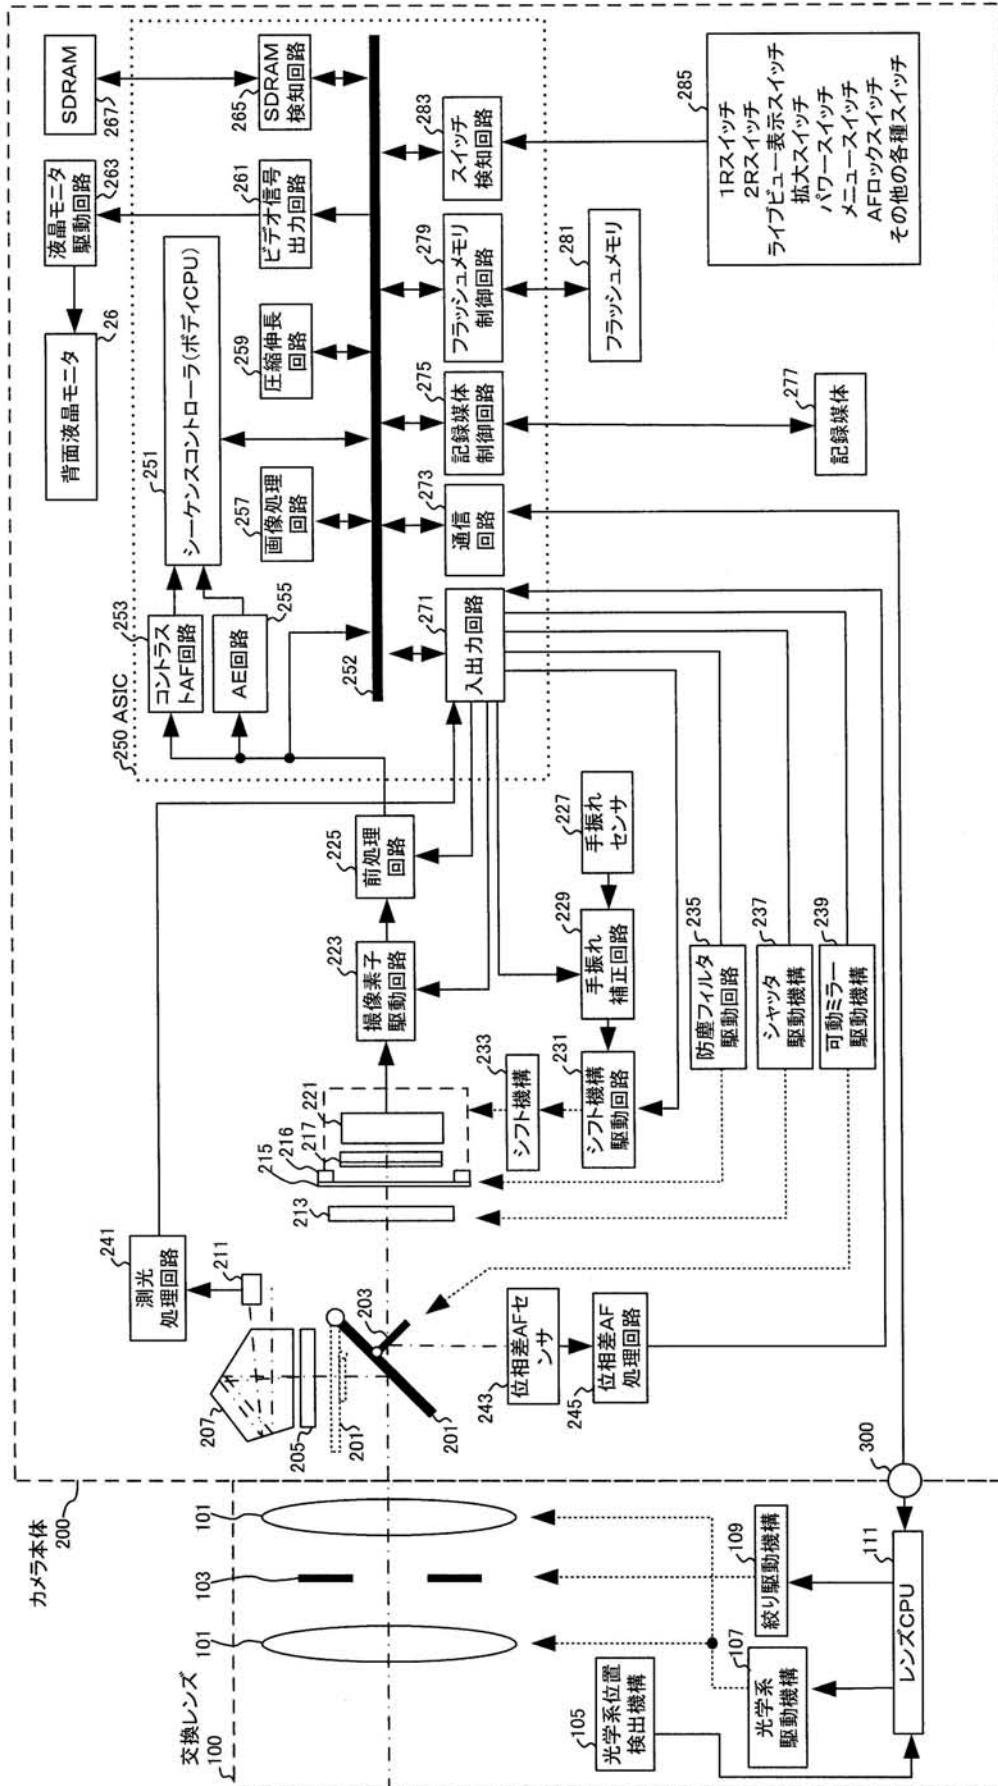 カメラ本体
200
交換レンズ
100
101
103
101
105
光学系位置
検出機構
107
光学系
駆動機構
109
絞り駆動機構
111
レンズCPU
300
201
201
203
205
207
211
241
測光
処理回路
213
215
216
217
221
243
位相差AFセ
ンサ
245
位相差AF
処理回路
223
撮像素子
駆動回路
225
前処理
回路
227
手振れ
センサ
229
手振れ
補正回路
231
シフト機構
駆動回路
233
シフト機構
235
防塵フィルタ
駆動回路
237
シャッタ
駆動機構
239
可動ミラー
駆動機構
250 ASIC
253
コントラス
トAF回路
255
AE回路
251
シーケンスコントローラ(ボディCPU)
252
257
画像処理
回路
259
圧縮伸長
回路
261
ビデオ信号
出力回路
265
SDRAM
検知回路
26
背面液晶モニタ
263
液晶モニタ
駆動回路
267
SDRAM
271
入出力回路
273
通信
回路
275
記録媒体
制御回路
277
記録媒体
279
フラッシュメモリ
制御回路
281
フラッシュメモリ
283
スイッチ
検知回路
285
1Rスイッチ
2Rスイッチ
ライブビュー表示スイッチ
拡大スイッチ
パワースイッチ
メニュースイッチ
AFロックスイッチ
その他の各種スイッチ